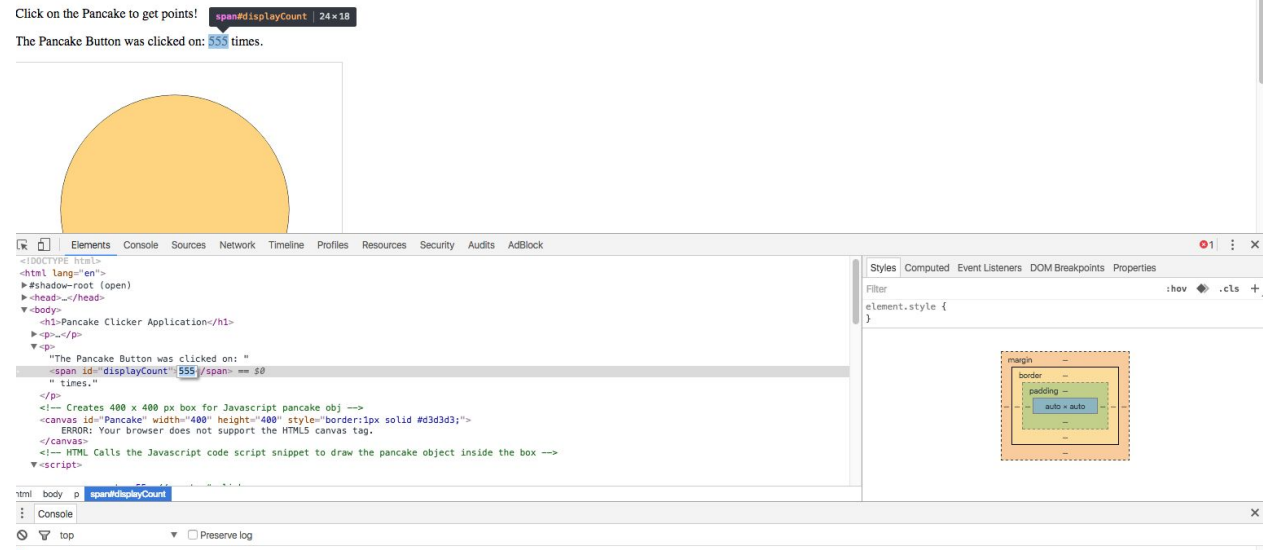 Click on the Pancake to get points!
span#displayCount | 24×18
The Pancake Button was clicked on: 555 times.
Elements Console Sources Network Timeline Profiles Resources Security Audits AdBlock
1
<!DOCTYPE html>
<html lang="en">
▶#shadow-root (open)
▶<head>…</head>
▼<body>
<h1>Pancake Clicker Application</h1>
▶<p>…</p>
▼<p>
"The Pancake Button was clicked on: "
<span id="displayCount">555</span> == $0
" times."
</p>
<!-- Creates 400 x 400 px box for Javascript pancake obj -->
<canvas id="Pancake" width="400" height="400" style="border:1px solid #d3d3d3;">
ERROR: Your browser does not support the HTML5 canvas tag.
</canvas>
<!-- HTML Calls the Javascript code script snippet to draw the pancake object inside the box -->
▼<script>
html body p span#displayCount
Styles Computed Event Listeners DOM Breakpoints Properties
Filter :hov .cls +
element.style {
}
margin –
border –
padding –
– – – auto × auto – – –
–
–
–
Console
top ▼ Preserve log